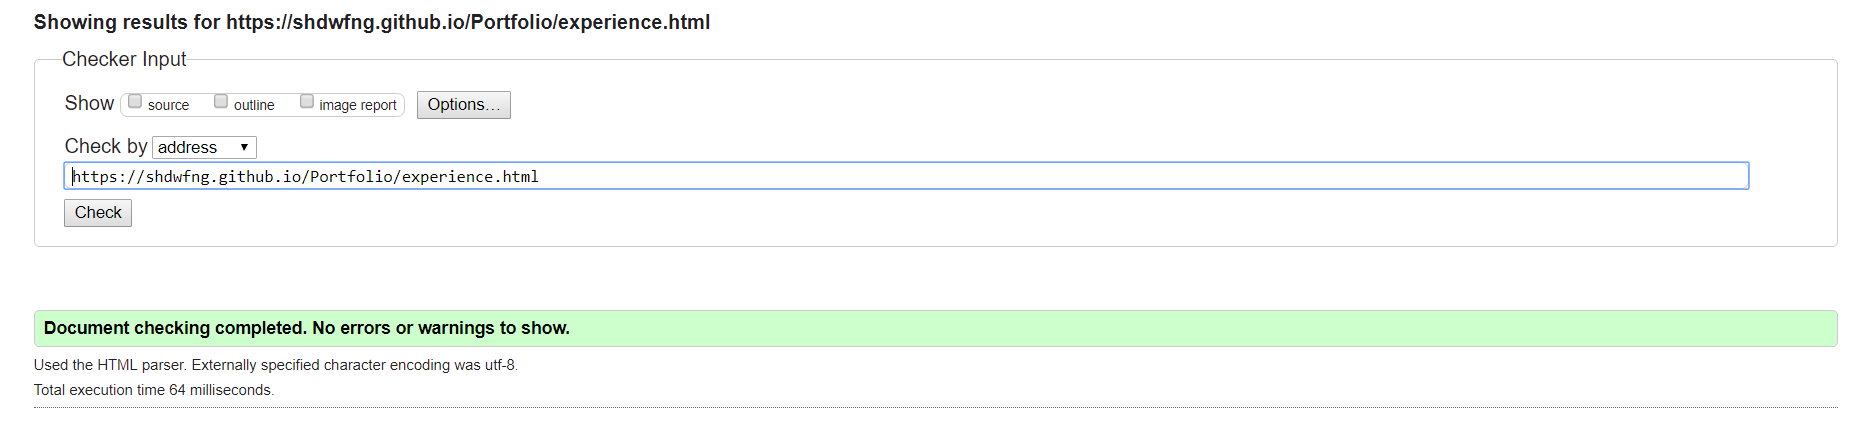 Showing results for https://shdwfng.github.io/Portfolio/experience.html
Checker Input
Show source outline image report Options...
Check by address
https://shdwfng.github.io/Portfolio/experience.html
Check
Document checking completed. No errors or warnings to show.
Used the HTML parser. Externally specified character encoding was utf-8.
Total execution time 64 milliseconds.